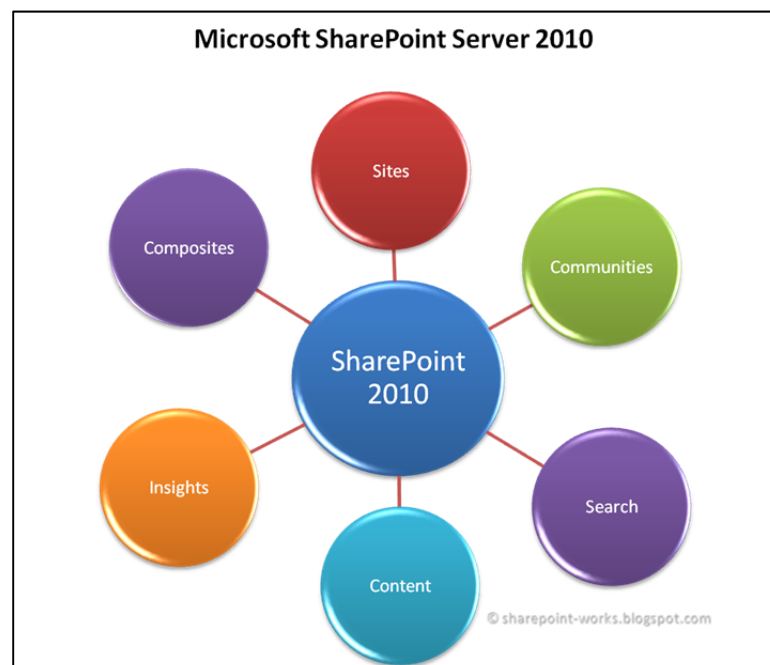 Microsoft SharePoint Server 2010
Sites
Composites
Communities
SharePoint
2010
Insights
Search
Content
© sharepoint-works.blogspot.com